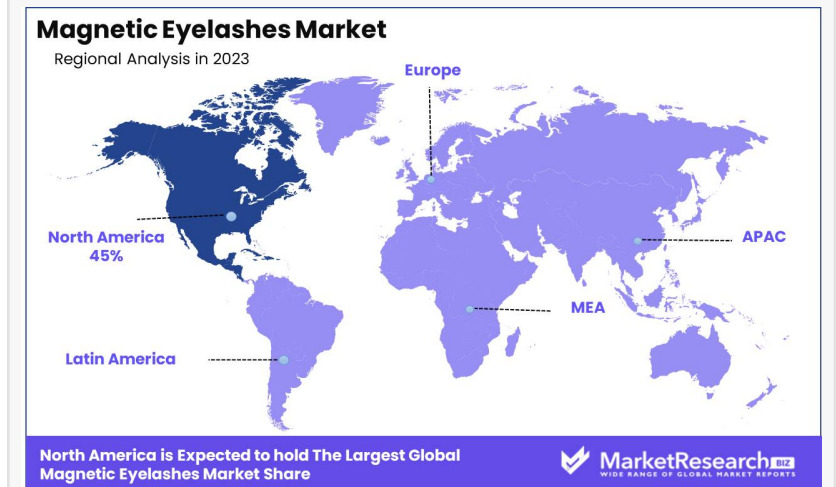 Magnetic Eyelashes Market
Regional Analysis in 2023
Europe
North America
45%
APAC
MEA
Latin America
North America is Expected to hold The Largest Global
Magnetic Eyelashes Market Share
MarketResearch BIZ
WIDE RANGE OF GLOBAL MARKET REPORTS